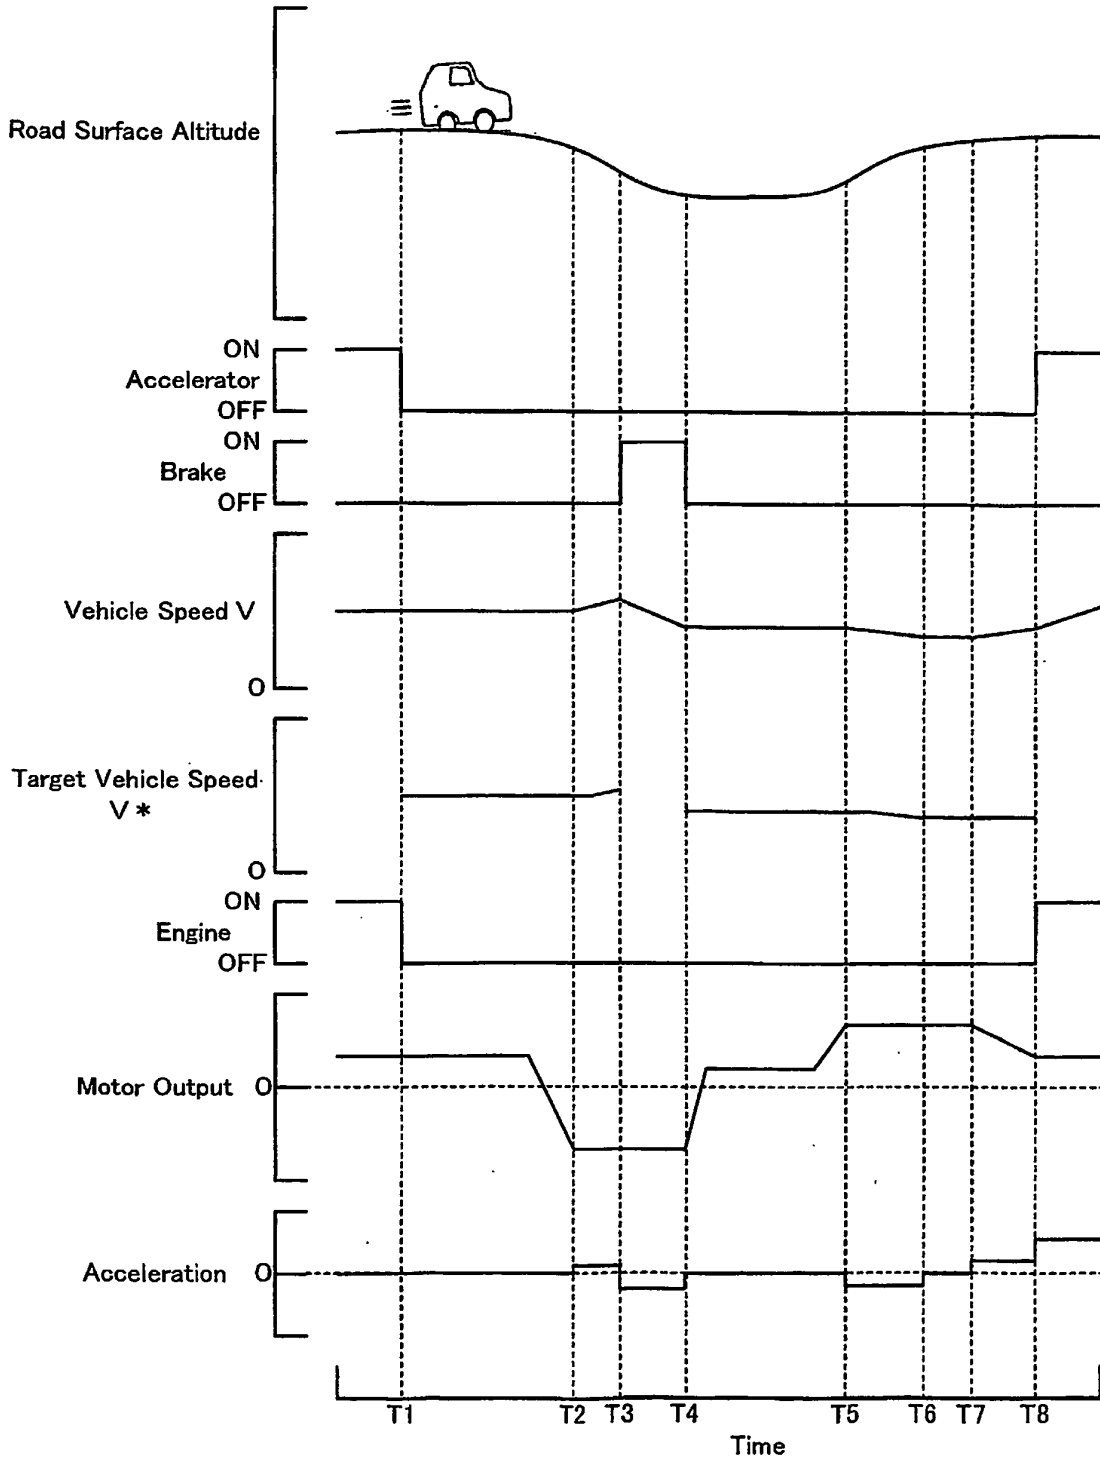 Road Surface Altitude
ON
Accelerator
OFF
ON
Brake
OFF
Vehicle Speed V
0
Target Vehicle Speed
V *
0
ON
Engine
OFF
Motor Output 0
Acceleration 0
T1 T2 T3 T4 T5 T6 T7 T8
Time